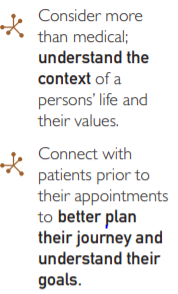 Consider more
than medical;
understand the
context of a
persons' life and
their values.
Connect with
patients prior to
their appointments
to better plan
their journey and
understand their
goals.